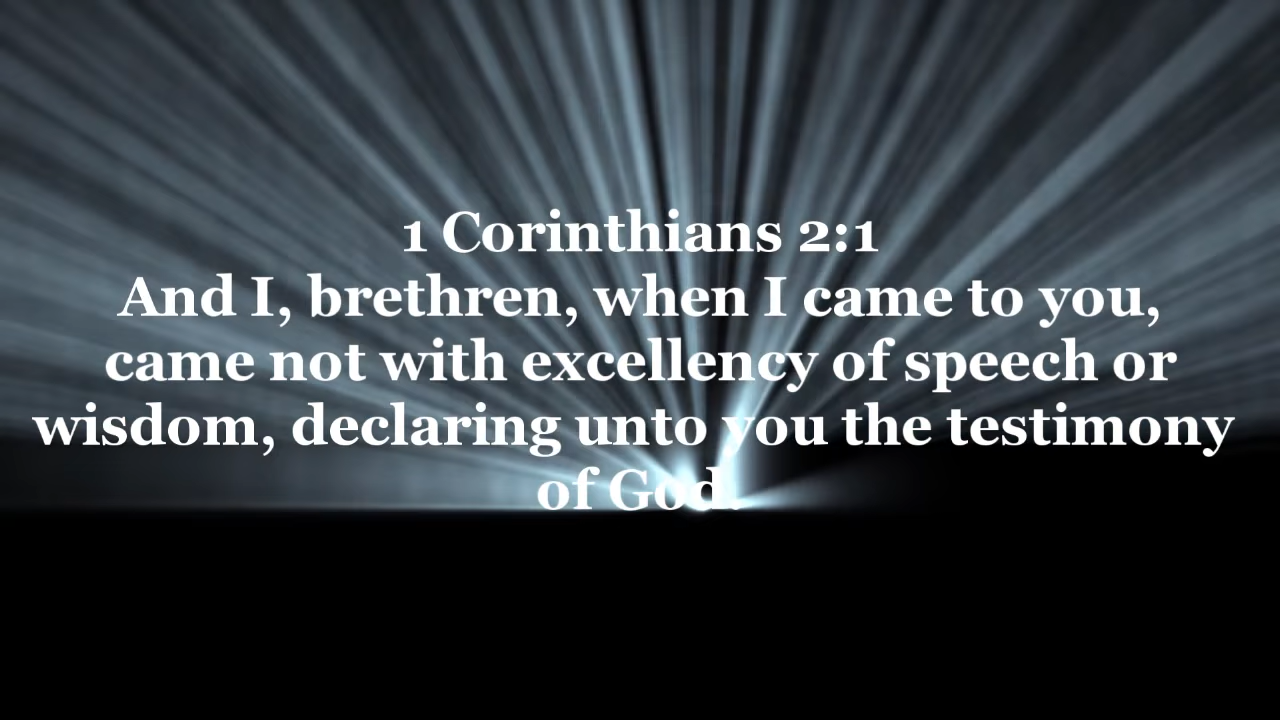 1 Corinthians 2:1
And I, brethren, when I came to you,
came not with excellency of speech or
wisdom, declaring unto you the testimony
of God.